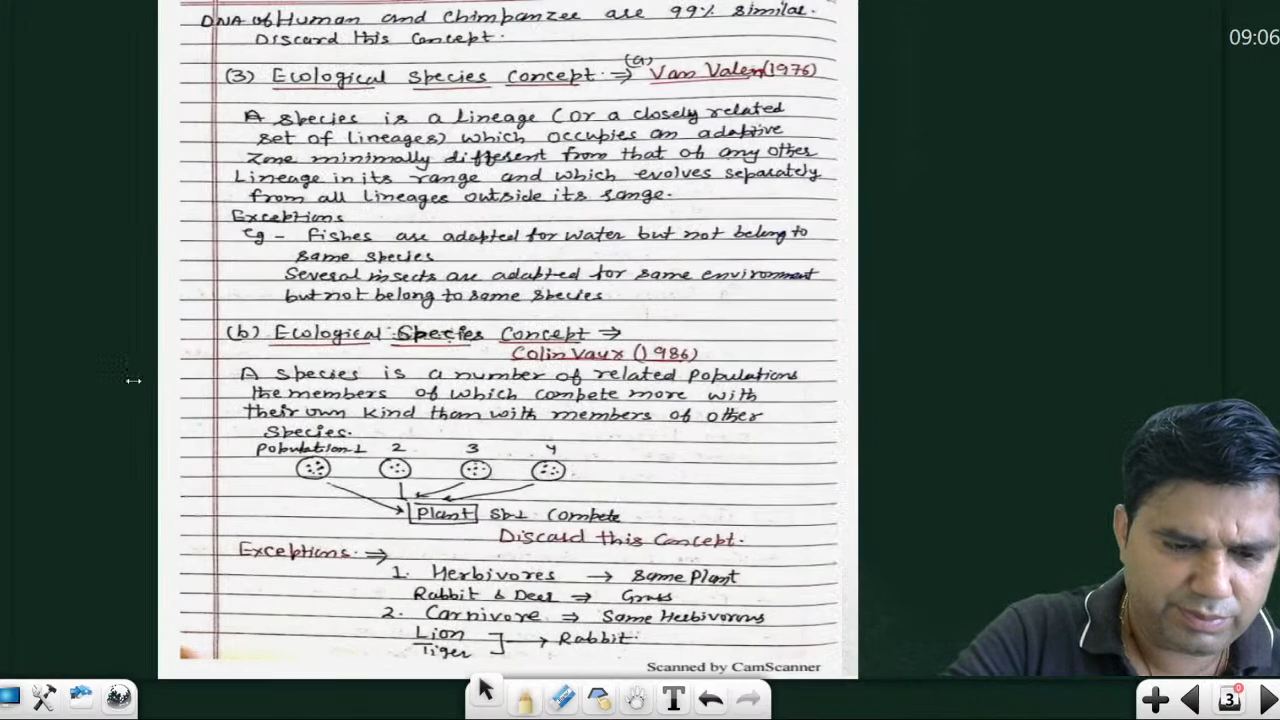 DNA of Human and Chimpanzee are 99% similar.
Discard this Concept.
09:06
(3) Ecological Species Concept ⇒ (a) Van Valen (1976)
A species is a Lineage (or a closely related
set of lineages) which occupies an adaptive
Zone minimally different from that of any other
Lineage in its range and which evolves separately
from all Lineages outside its range.
Exceptions
eg - Fishes are adapted for water but not belong to
same species
Several insects are adapted for same environment
but not belong to same species
(b) Ecological Species Concept ⇒
Colin Vaux (1986)
A species is a number of related populations
the members of which compete more with
their own kind than with members of other
species.
Population 1 2 3 4
Plant sp1 compete
Discard this Concept.
Exceptions ⇒
1. Herbivores → Same Plant
Rabbit & Deer ⇒ Grass
2. Carnivore ⇒ Same Herbivorous
Lion
Tiger → Rabbit
Scanned by CamScanner
T
3
0